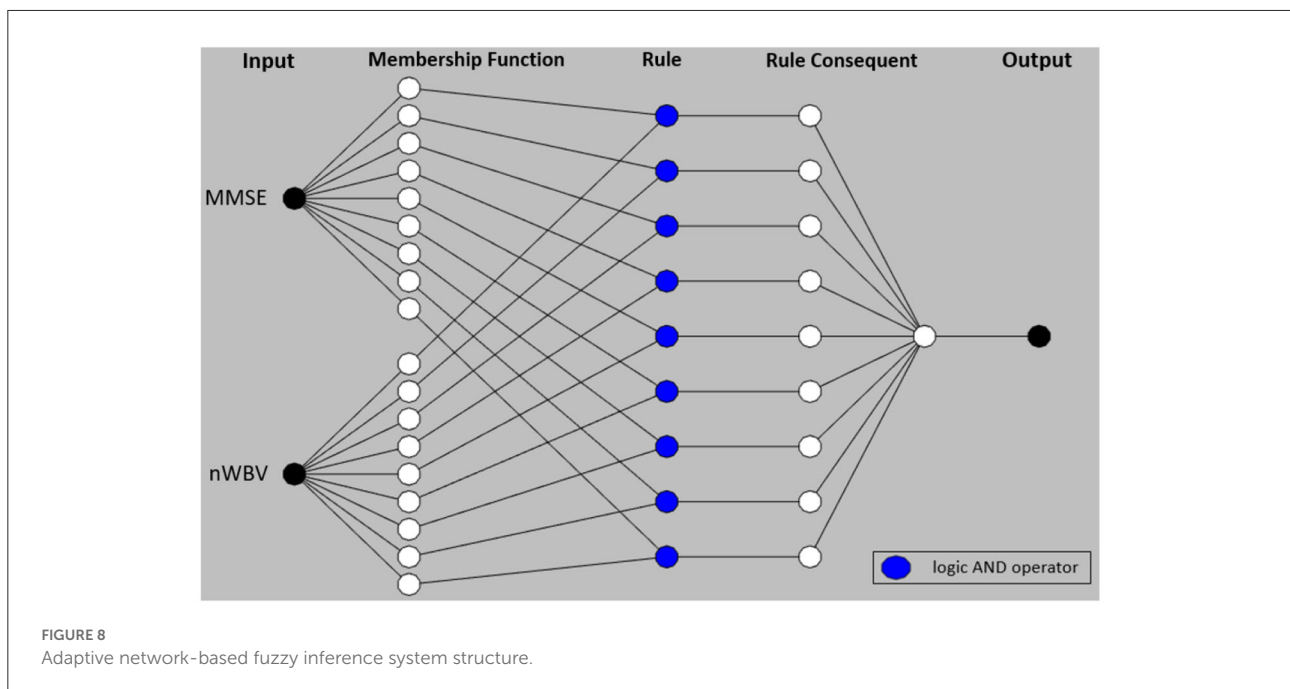 Input Membership Function Rule Rule Consequent Output
MMSE
nWBV
logic AND operator
FIGURE 8
Adaptive network-based fuzzy inference system structure.